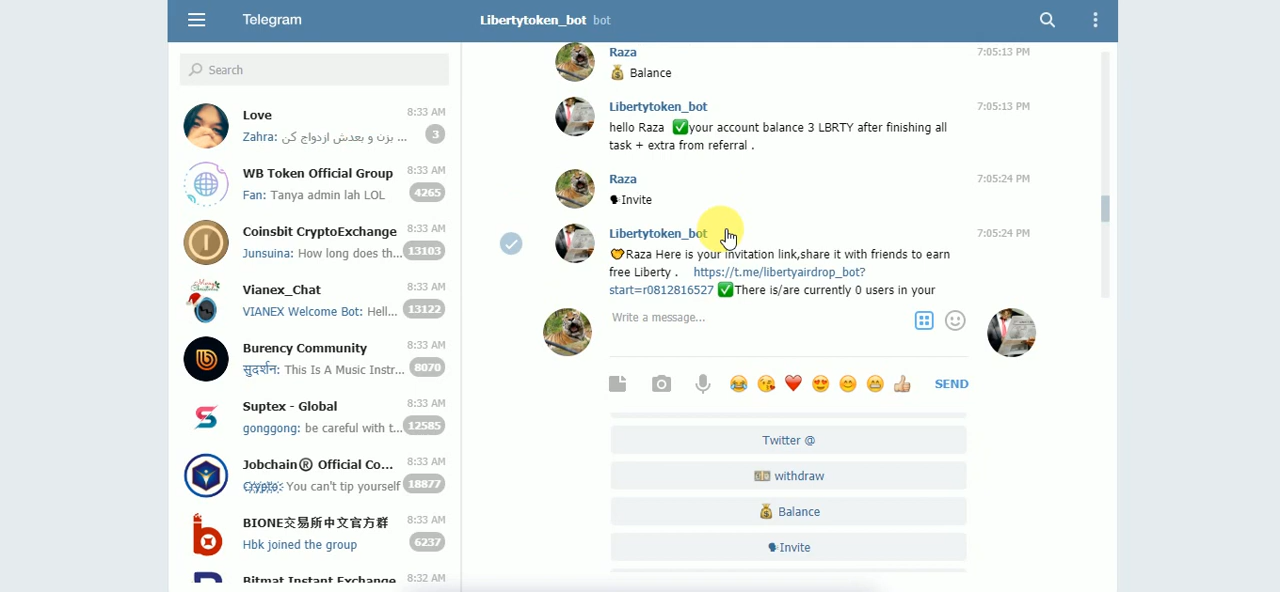 Telegram
Libertytoken_bot bot
Search
Love 8:33 AM
Zahra: بزن و بعدش ازدواج کن ... 3
WB Token Official Group 8:33 AM
Fan: Tanya admin lah LOL 4265
Coinsbit CryptoExchange 8:33 AM
Junsuina: How long does th... 13103
Vianex_Chat 8:33 AM
VIANEX Welcome Bot: Hell... 13122
Burency Community 8:33 AM
सुदर्शन: This Is A Music Instr... 8070
Suptex - Global 8:33 AM
gonggong: be careful with t... 12585
Jobchain® Official Co... 8:33 AM
You can't tip yourself 18877
BIONE交易所中文官方群 8:33 AM
Hbk joined the group 6237
Bitmat Instant Exchange 8:32 AM
Raza 7:05:13 PM
💰 Balance
Libertytoken_bot 7:05:13 PM
hello Raza ✅your account balance 3 LBRTY after finishing all
task + extra from referral .
Raza 7:05:24 PM
🗣Invite
Libertytoken_bot 7:05:24 PM
Raza Here is your invitation link,share it with friends to earn
free Liberty . https://t.me/libertyairdrop_bot?
start=r0812816527 ✅There is/are currently 0 users in your
Write a message...
😂 😘 ❤️ 😍 😊 😁 👍 SEND
Twitter @
💵 withdraw
💰 Balance
🗣Invite